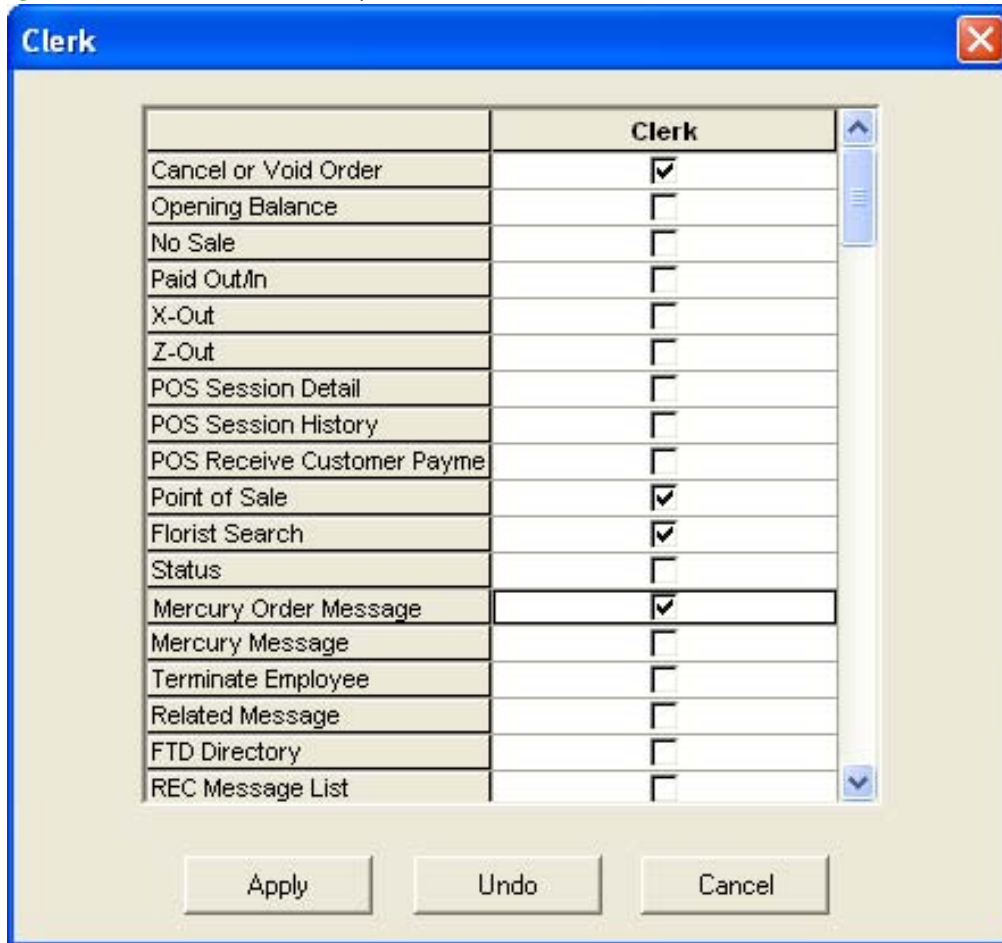 Clerk
Clerk
Cancel or Void Order
Opening Balance
No Sale
Paid Out/In
X-Out
Z-Out
POS Session Detail
POS Session History
POS Receive Customer Payme
Point of Sale
Florist Search
Status
Mercury Order Message
Mercury Message
Terminate Employee
Related Message
FTD Directory
REC Message List
Apply Undo Cancel